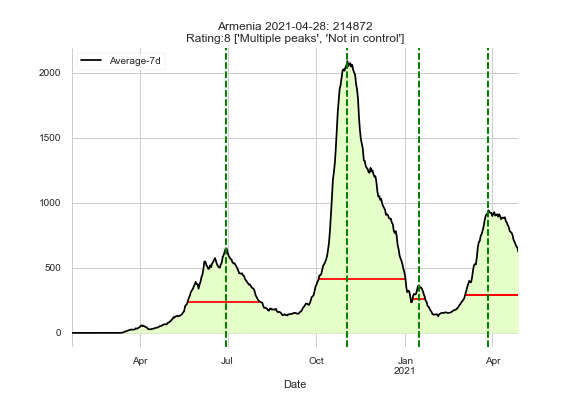 Armenia 2021-04-28: 214872
Rating:8 ['Multiple peaks', 'Not in control']
Average-7d
2000
1500
1000
500
0
Apr
Jul
Oct
Jan
2021
Apr
Date